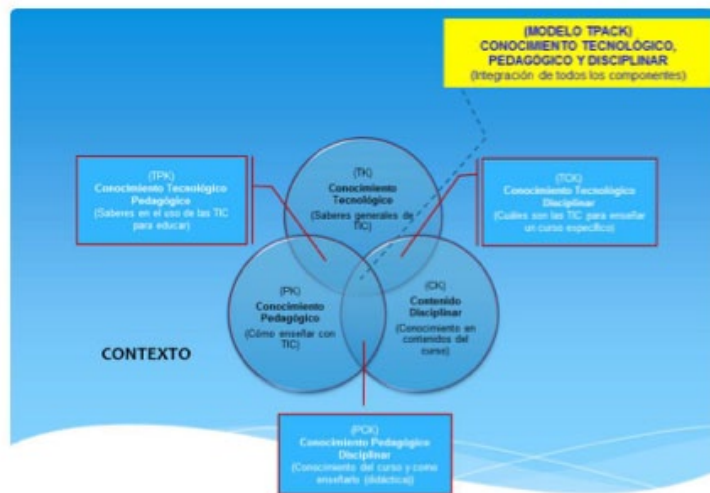 (MODELO TPACK)
CONOCIMIENTO TECNOLÓGICO,
PEDAGÓGICO Y DISCIPLINAR
(Integración de todos los componentes)
(TPK)
Conocimiento Tecnológico
Pedagógico
(Saberes en el uso de las TIC
para educar)
(TK)
Conocimiento
Tecnológico
(Saberes generales de
TIC)
(TCK)
Conocimiento Tecnológico
Disciplinar
(Cuáles son las TIC para enseñar
un curso específico)
(PK)
Conocimiento
Pedagógico
(Cómo enseñar con
TIC)
(CK)
Contenido
Disciplinar
(Conocimiento en
contenidos del
curso)
CONTEXTO
(PCK)
Conocimiento Pedagógico
Disciplinar
(Conocimiento del curso y como
enseñarlo (didáctica))